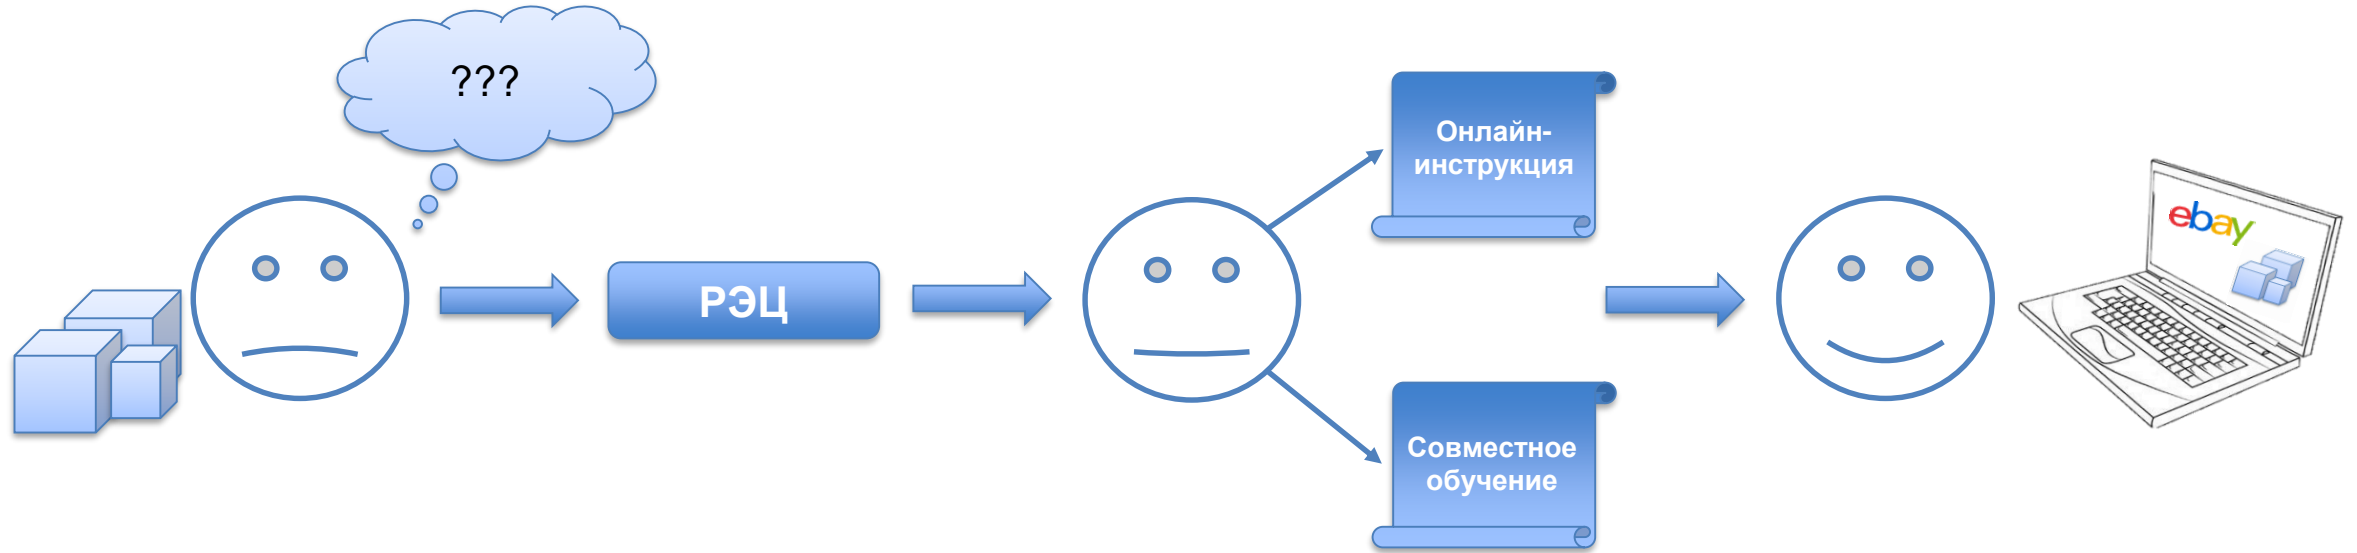 ???
РЭЦ
Онлайн-
инструкция
Совместное
обучение
ebay